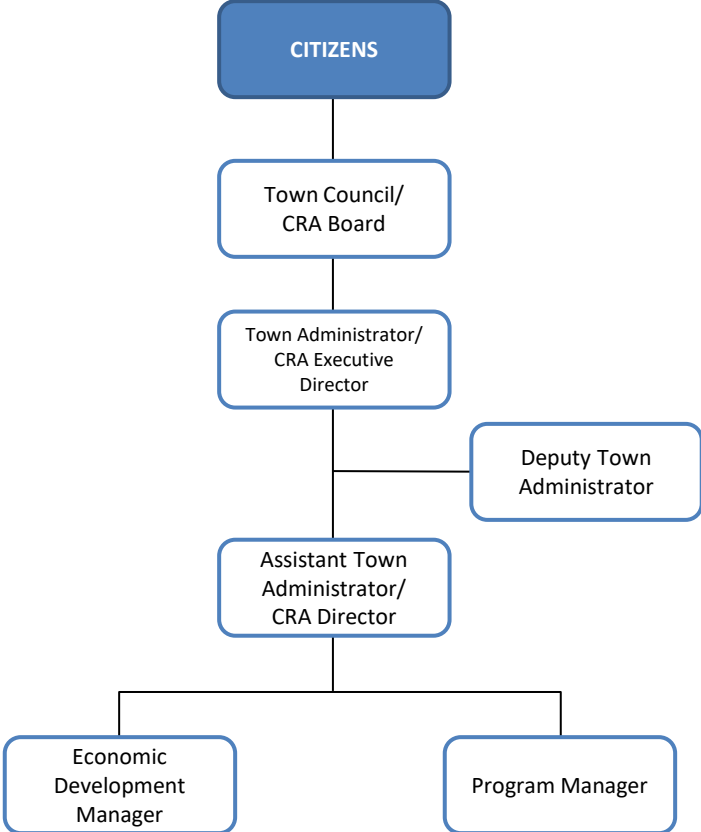 CITIZENS
Town Council/
CRA Board
Town Administrator/
CRA Executive
Director
Deputy Town
Administrator
Assistant Town
Administrator/
CRA Director
Economic
Development
Manager
Program Manager